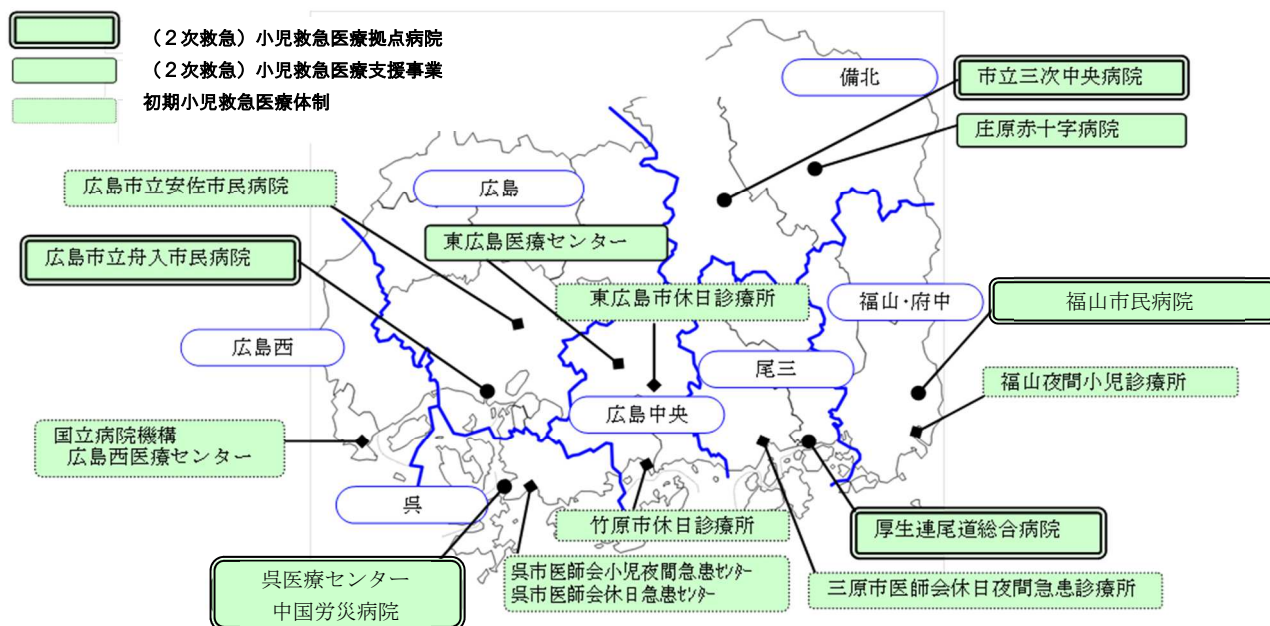 （２次救急）小児救急医療拠点病院
（２次救急）小児救急医療支援事業
初期小児救急医療体制
備北
市立三次中央病院
庄原赤十字病院
広島市立安佐市民病院
広島
東広島医療センター
広島市立舟入市民病院
東広島市休日診療所
福山・府中
福山市民病院
広島西
尾三
福山夜間小児診療所
広島中央
国立病院機構
広島西医療センター
呉
竹原市休日診療所
厚生連尾道総合病院
呉医療センター
中国労災病院
呉市医師会小児夜間急患ｾﾝﾀｰ
呉市医師会休日急患ｾﾝﾀｰ
三原市医師会休日夜間急患診療所